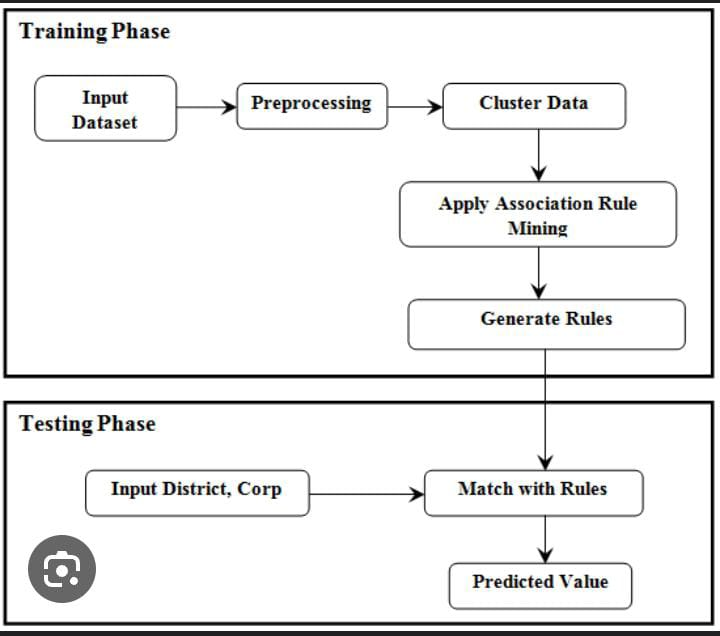 Training Phase
Input
Dataset
Preprocessing
Cluster Data
Apply Association Rule
Mining
Generate Rules
Testing Phase
Input District, Corp
Match with Rules
Predicted Value